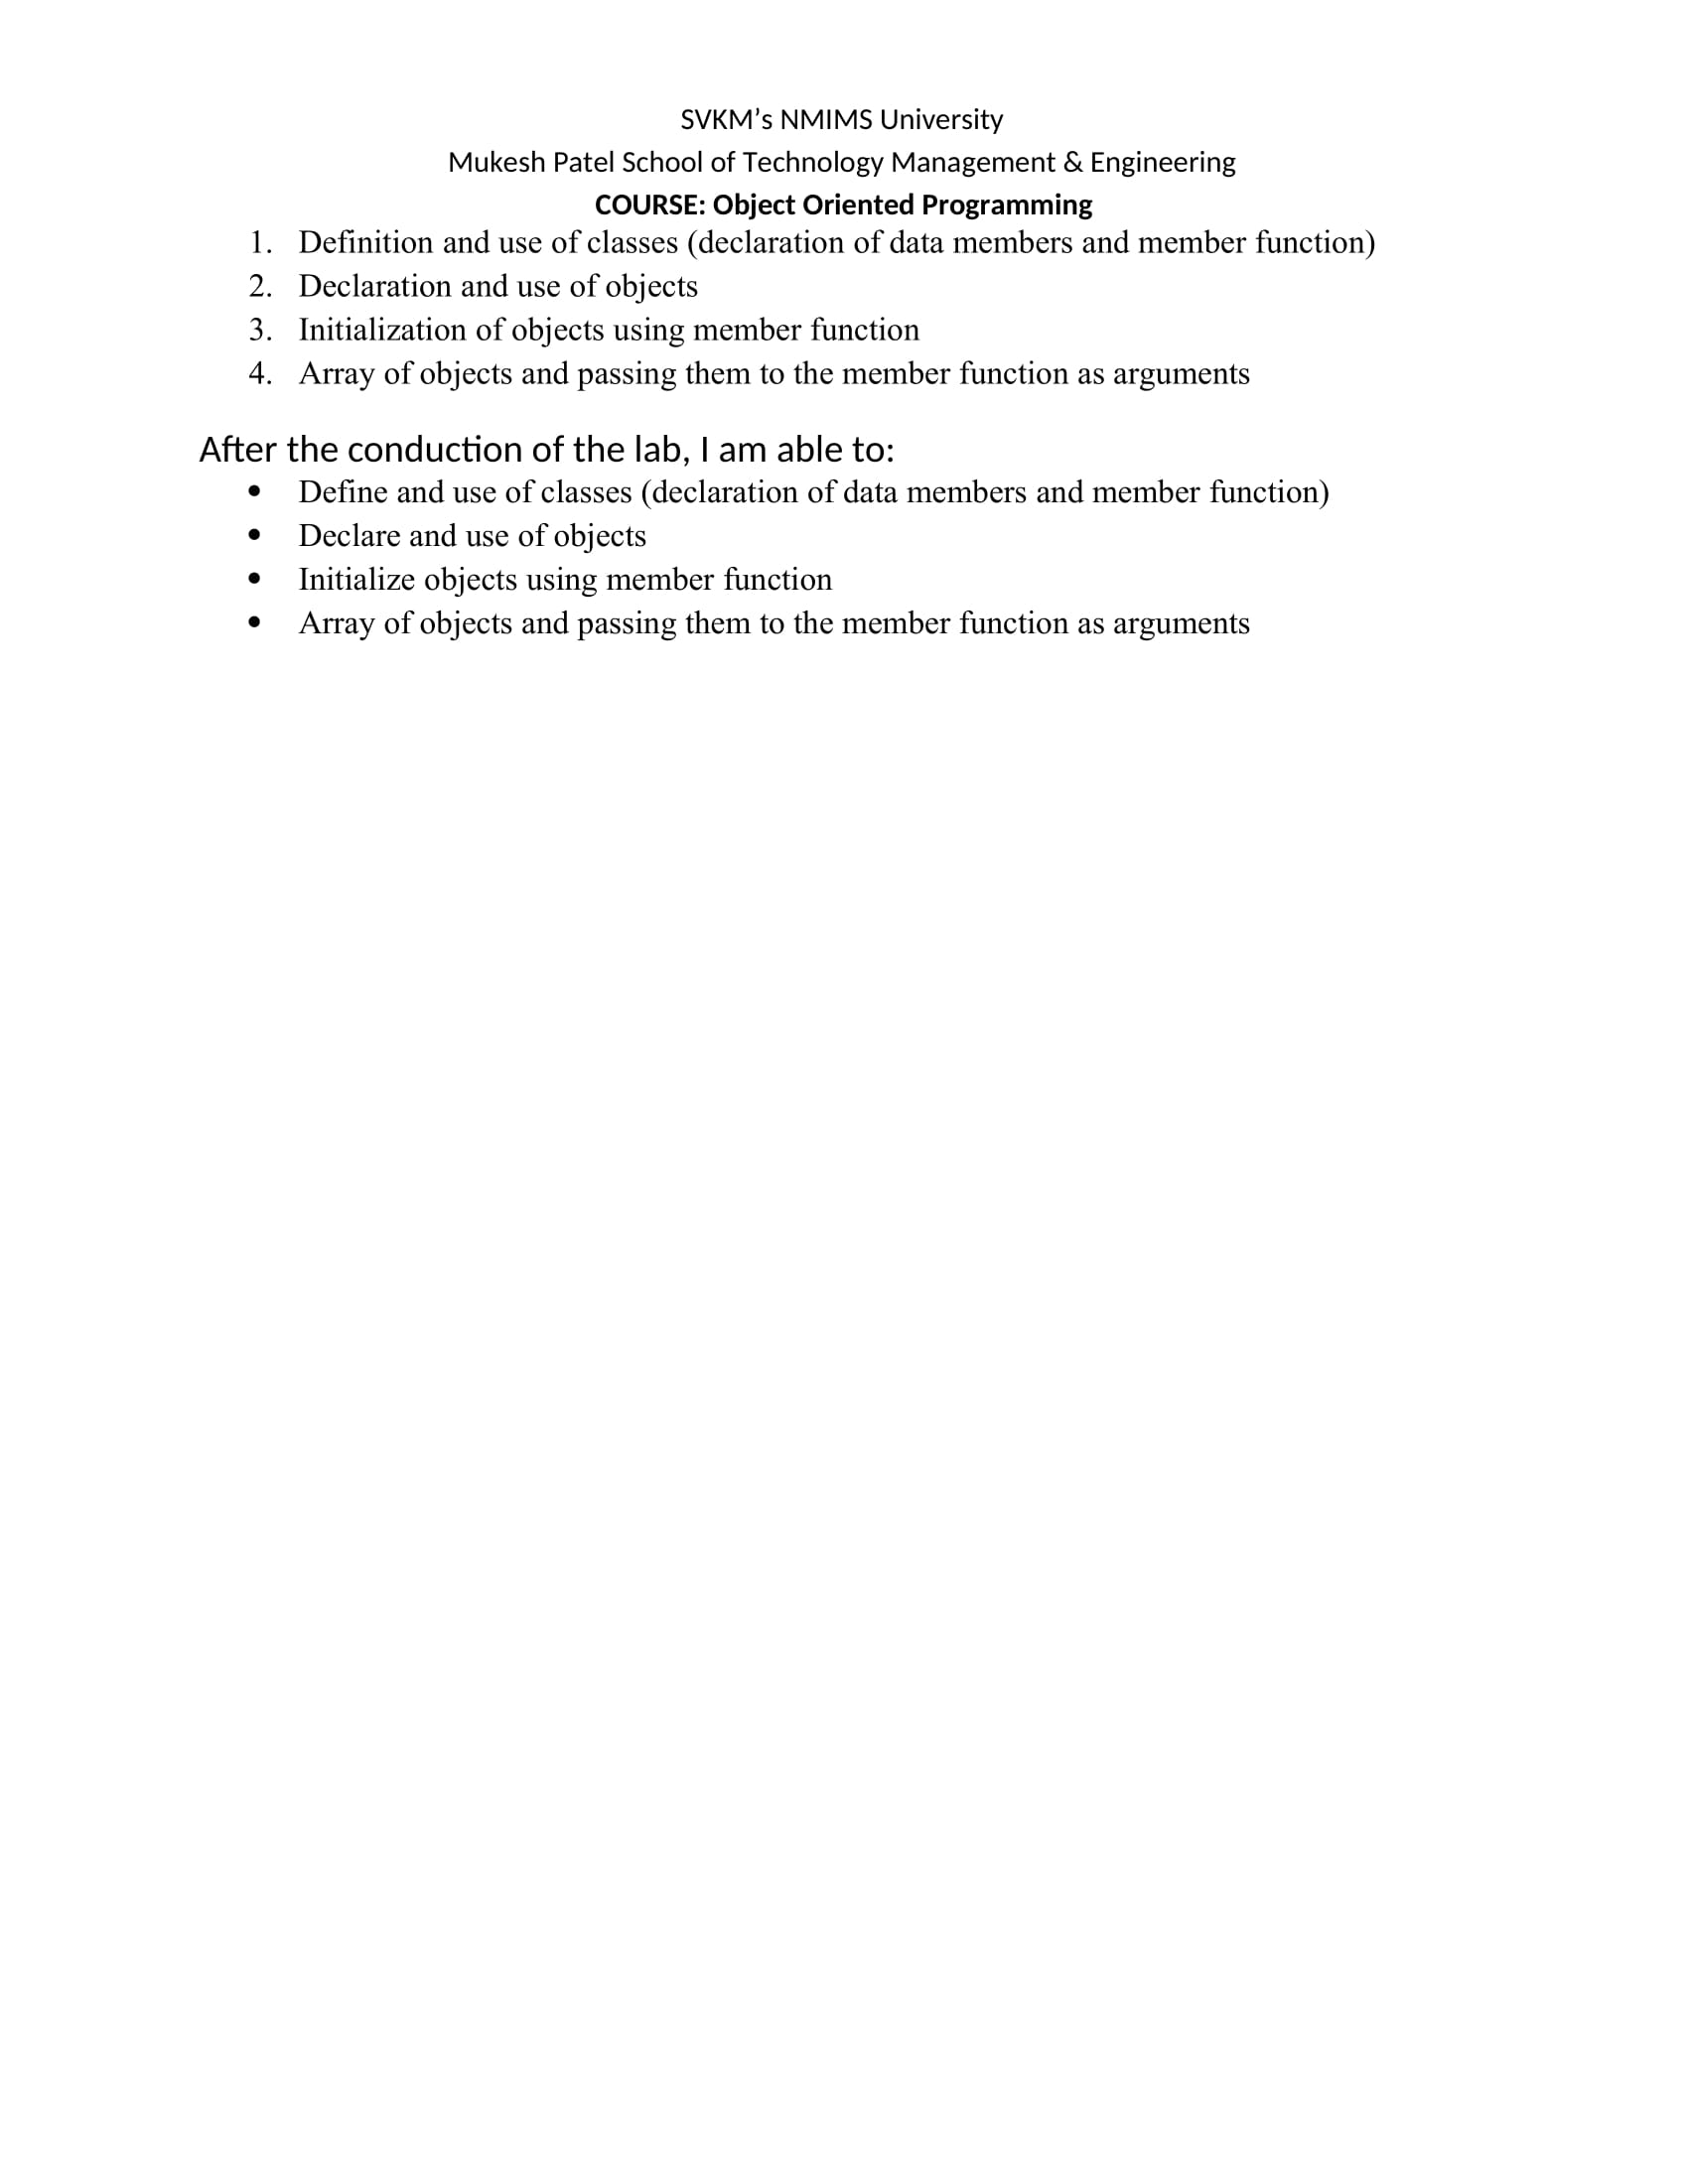 SVKM’s NMIMS University
Mukesh Patel School of Technology Management & Engineering
COURSE: Object Oriented Programming
1. Definition and use of classes (declaration of data members and member function)
2. Declaration and use of objects
3. Initialization of objects using member function
4. Array of objects and passing them to the member function as arguments
After the conduction of the lab, I am able to:
• Define and use of classes (declaration of data members and member function)
• Declare and use of objects
• Initialize objects using member function
• Array of objects and passing them to the member function as arguments